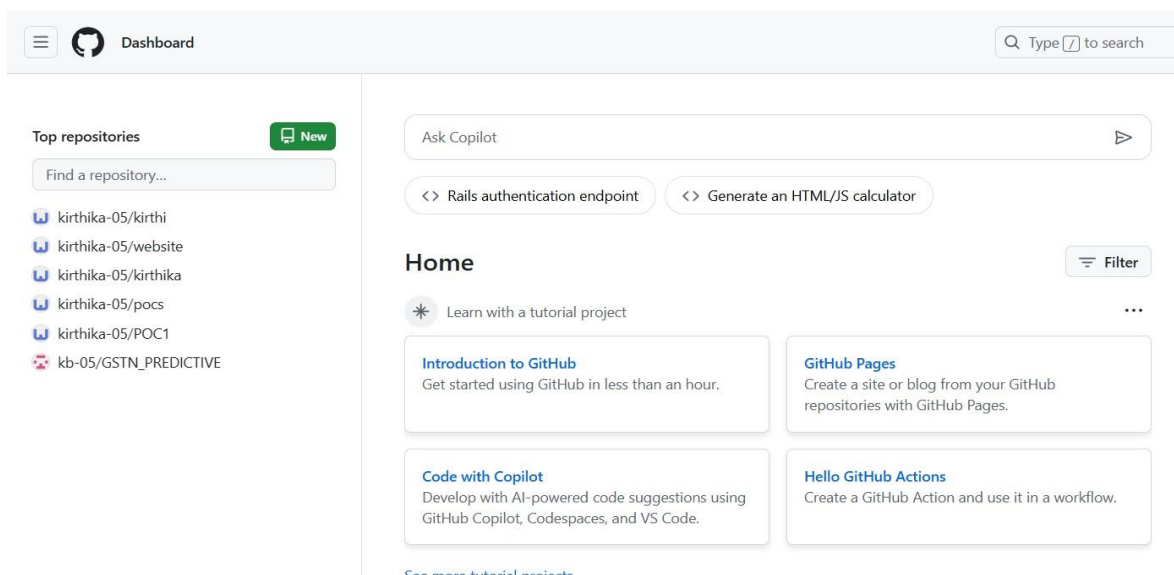 Dashboard
Type / to search
Top repositories
New
Find a repository...
kirthika-05/kirthi
kirthika-05/website
kirthika-05/kirthika
kirthika-05/pocs
kirthika-05/POC1
kb-05/GSTN_PREDICTIVE
Ask Copilot
<> Rails authentication endpoint
<> Generate an HTML/JS calculator
Home
Filter
Learn with a tutorial project
Introduction to GitHub
Get started using GitHub in less than an hour.
GitHub Pages
Create a site or blog from your GitHub
repositories with GitHub Pages.
Code with Copilot
Develop with AI-powered code suggestions using
GitHub Copilot, Codespaces, and VS Code.
Hello GitHub Actions
Create a GitHub Action and use it in a workflow.
See more tutorial projects